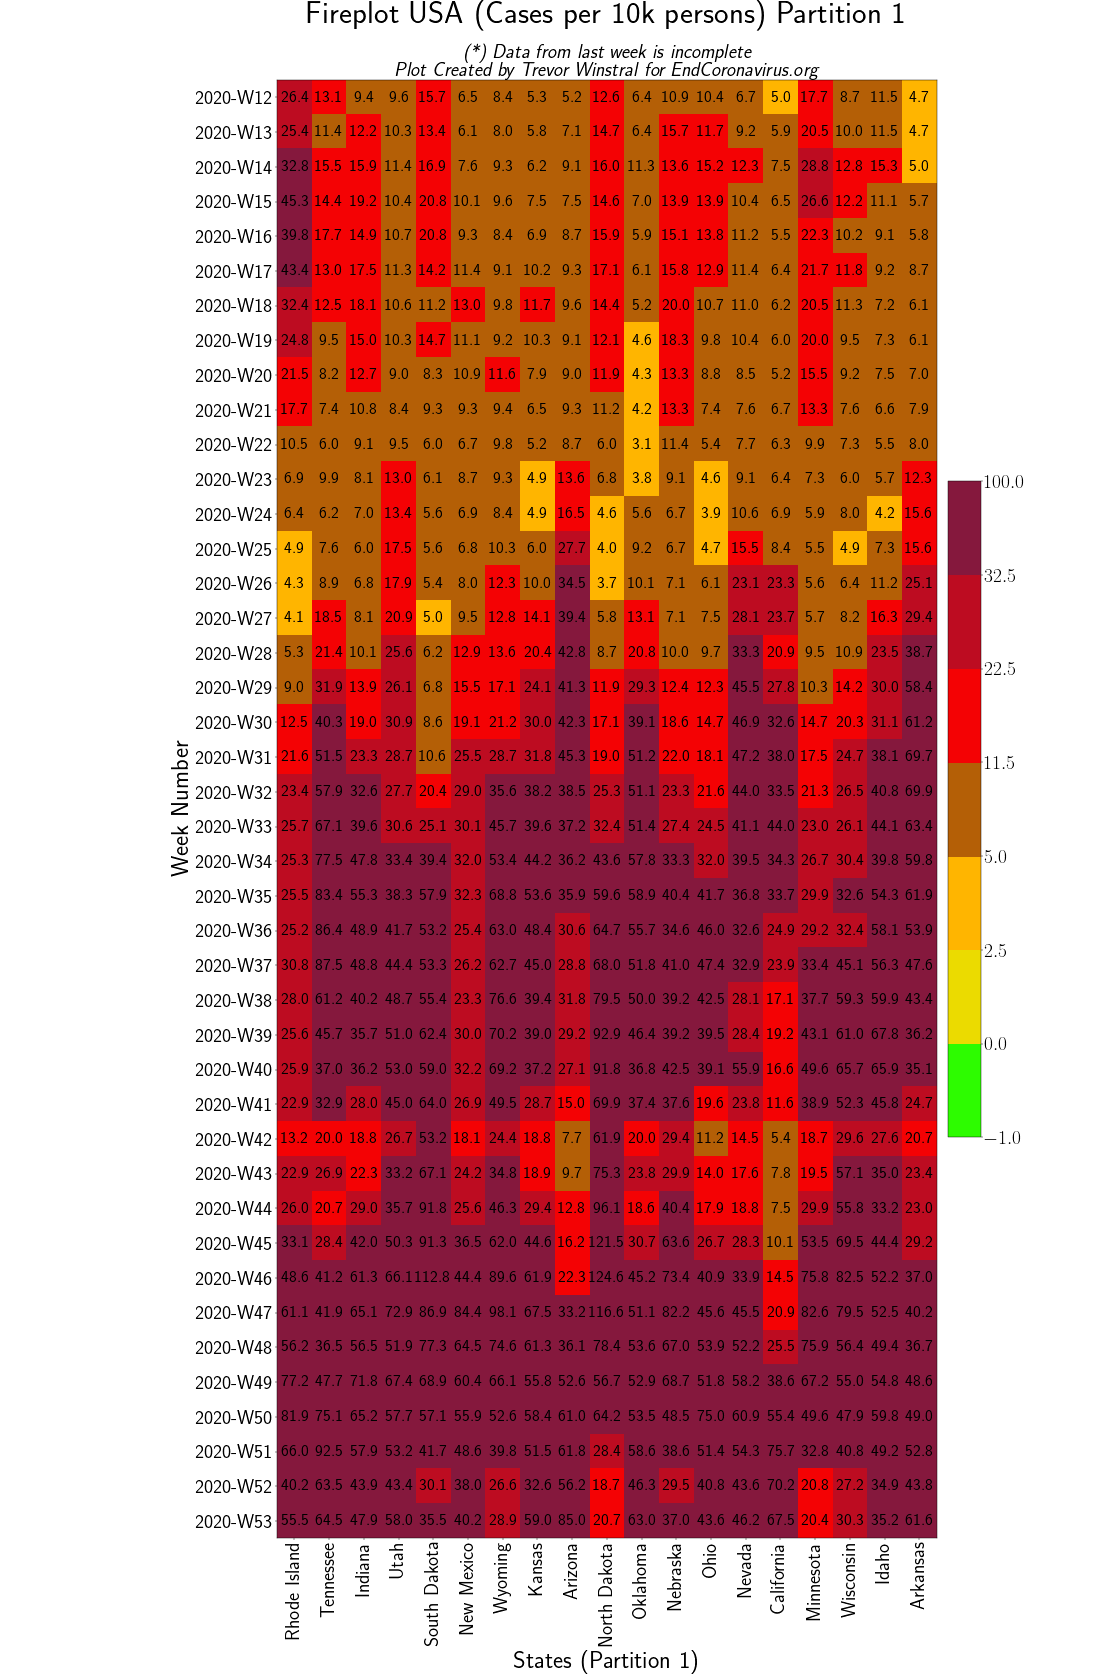 Fireplot USA (Cases per 10k persons) Partition 1
(*) Data from last week is incomplete
Plot Created by Trevor Winstral for EndCoronavirus.org
2020-W12 26.4 13.1 9.4 9.6 15.7 6.5 8.4 5.3 5.2 12.6 6.4 10.9 10.4 6.7 5.0 17.7 8.7 11.5 4.7
2020-W13 25.4 11.4 12.2 10.3 13.4 6.1 8.0 5.8 7.1 14.7 6.4 15.7 11.7 9.2 5.9 20.5 10.0 11.5 4.7
2020-W14 32.8 15.5 15.9 11.4 16.9 7.6 9.3 6.2 9.1 16.0 11.3 13.6 15.2 12.3 7.5 28.8 12.8 15.3 5.0
2020-W15 45.3 14.4 19.2 10.4 20.8 10.1 9.6 7.5 7.5 14.6 7.0 13.9 13.9 10.4 6.5 26.6 12.2 11.1 5.7
2020-W16 39.8 17.7 14.9 10.7 20.8 9.3 8.4 6.9 8.7 15.9 5.9 15.1 13.8 11.2 5.5 22.3 10.2 9.1 5.8
2020-W17 43.4 13.0 17.5 11.3 14.2 11.4 9.1 10.2 9.3 17.1 6.1 15.8 12.9 11.4 6.4 21.7 11.8 9.2 8.7
2020-W18 32.4 12.5 18.1 10.6 11.2 13.0 9.8 11.7 9.6 14.4 5.2 20.0 10.7 11.0 6.2 20.5 11.3 7.2 6.1
2020-W19 24.8 9.5 15.0 10.3 14.7 11.1 9.2 10.3 9.1 12.1 4.6 18.3 9.8 10.4 6.0 20.0 9.5 7.3 6.1
2020-W20 21.5 8.2 12.7 9.0 8.3 10.9 11.6 7.9 9.0 11.9 4.3 13.3 8.8 8.5 5.2 15.5 9.2 7.5 7.0
2020-W21 17.7 7.4 10.8 8.4 9.3 9.3 9.4 6.5 9.3 11.2 4.2 13.3 7.4 7.6 6.7 13.3 7.6 6.6 7.9
2020-W22 10.5 6.0 9.1 9.5 6.0 6.7 9.8 5.2 8.7 6.0 3.1 11.4 5.4 7.7 6.3 9.9 7.3 5.5 8.0
2020-W23 6.9 9.9 8.1 13.0 6.1 8.7 9.3 4.9 13.6 6.8 3.8 9.1 4.6 9.1 6.4 7.3 6.0 5.7 12.3
2020-W24 6.4 6.2 7.0 13.4 5.6 6.9 8.4 4.9 16.5 4.6 5.6 6.7 3.9 10.6 6.9 5.9 8.0 4.2 15.6
2020-W25 4.9 7.6 6.0 17.5 5.6 6.8 10.3 6.0 27.7 4.0 9.2 6.7 4.7 15.5 8.4 5.5 4.9 7.3 15.6
2020-W26 4.3 8.9 6.8 17.9 5.4 8.0 12.3 10.0 34.5 3.7 10.1 7.1 6.1 23.1 23.3 5.6 6.4 11.2 25.1
2020-W27 4.1 18.5 8.1 20.9 5.0 9.5 12.8 14.1 39.4 5.8 13.1 7.1 7.5 28.1 23.7 5.7 8.2 16.3 29.4
2020-W28 5.3 21.4 10.1 25.6 6.2 12.9 13.6 20.4 42.8 8.7 20.8 10.0 9.7 33.3 20.9 9.5 10.9 23.5 38.7
2020-W29 9.0 31.9 13.9 26.1 6.8 15.5 17.1 24.1 41.3 11.9 29.3 12.4 12.3 45.5 27.8 10.3 14.2 30.0 58.4
2020-W30 12.5 40.3 19.0 30.9 8.6 19.1 21.2 30.0 42.3 17.1 39.1 18.6 14.7 46.9 32.6 14.7 20.3 31.1 61.2
2020-W31 21.6 51.5 23.3 28.7 10.6 25.5 28.7 31.8 45.3 19.0 51.2 22.0 18.1 47.2 38.0 17.5 24.7 38.1 69.7
2020-W32 23.4 57.9 32.6 27.7 20.4 29.0 35.6 38.2 38.5 25.3 51.1 23.3 21.6 44.0 33.5 21.3 26.5 40.8 69.9
2020-W33 25.7 67.1 39.6 30.6 25.1 30.1 45.7 39.6 37.2 32.4 51.4 27.4 24.5 41.1 44.0 23.0 26.1 44.1 63.4
2020-W34 25.3 77.5 47.8 33.4 39.4 32.0 53.4 44.2 36.2 43.6 57.8 33.3 32.0 39.5 34.3 26.7 30.4 39.8 59.8
2020-W35 25.5 83.4 55.3 38.3 57.9 32.3 68.8 53.6 35.9 59.6 58.9 40.4 41.7 36.8 33.7 29.9 32.6 54.3 61.9
2020-W36 25.2 86.4 48.9 41.7 53.2 25.4 63.0 48.4 30.6 64.7 55.7 34.6 46.0 32.6 24.9 29.2 32.4 58.1 53.9
2020-W37 30.8 87.5 48.8 44.4 53.3 26.2 62.7 45.0 28.8 68.0 51.8 41.0 47.4 32.9 23.9 33.4 45.1 56.3 47.6
2020-W38 28.0 61.2 40.2 48.7 55.4 23.3 76.6 39.4 31.8 79.5 50.0 39.2 42.5 28.1 17.1 37.7 59.3 59.9 43.4
2020-W39 25.6 45.7 35.7 51.0 62.4 30.0 70.2 39.0 29.2 92.9 46.4 39.2 39.5 28.4 19.2 43.1 61.0 67.8 36.2
2020-W40 25.9 37.0 36.2 53.0 59.0 32.2 69.2 37.2 27.1 91.8 36.8 42.5 39.1 55.9 16.6 49.6 65.7 65.9 35.1
2020-W41 22.9 32.9 28.0 45.0 64.0 26.9 49.5 28.7 15.0 69.9 37.4 37.6 19.6 23.8 11.6 38.9 52.3 45.8 24.7
2020-W42 13.2 20.0 18.8 26.7 53.2 18.1 24.4 18.8 7.7 61.9 20.0 29.4 11.2 14.5 5.4 18.7 29.6 27.6 20.7
2020-W43 22.9 26.9 22.3 33.2 67.1 24.2 34.8 18.9 9.7 75.3 23.8 29.9 14.0 17.6 7.8 19.5 57.1 35.0 23.4
2020-W44 26.0 20.7 29.0 35.7 91.8 25.6 46.3 29.4 12.8 96.1 18.6 40.4 17.9 18.8 7.5 29.9 55.8 33.2 23.0
2020-W45 33.1 28.4 42.0 50.3 91.3 36.5 62.0 44.6 16.2 121.5 30.7 63.6 26.7 28.3 10.1 53.5 69.5 44.4 29.2
2020-W46 48.6 41.2 61.3 66.1 112.8 44.4 89.6 61.9 22.3 124.6 45.2 73.4 40.9 33.9 14.5 75.8 82.5 52.2 37.0
2020-W47 61.1 41.9 65.1 72.9 86.9 84.4 98.1 67.5 33.2 116.6 51.1 82.2 45.6 45.5 20.9 82.6 79.5 52.5 40.2
2020-W48 56.2 36.5 56.5 51.9 77.3 64.5 74.6 61.3 36.1 78.4 53.6 67.0 53.9 52.2 25.5 75.9 56.4 49.4 36.7
2020-W49 77.2 47.7 71.8 67.4 68.9 60.4 66.1 55.8 52.6 56.7 52.9 68.7 51.8 58.2 38.6 67.2 55.0 54.8 48.6
2020-W50 81.9 75.1 65.2 57.7 57.1 55.9 52.6 58.4 61.0 64.2 53.5 48.5 75.0 60.9 55.4 49.6 47.9 59.8 49.0
2020-W51 66.0 92.5 57.9 53.2 41.7 48.6 39.8 51.5 61.8 28.4 58.6 38.6 51.4 54.3 75.7 32.8 40.8 49.2 52.8
2020-W52 40.2 63.5 43.9 43.4 30.1 38.0 26.6 32.6 56.2 18.7 46.3 29.5 40.8 43.6 70.2 20.8 27.2 34.9 43.8
2020-W53 55.5 64.5 47.9 58.0 35.5 40.2 28.9 59.0 85.0 20.7 63.0 37.0 43.6 46.2 67.5 20.4 30.3 35.2 61.6
Week Number
Rhode Island
Tennessee
Indiana
Utah
South Dakota
New Mexico
Wyoming
Kansas
Arizona
North Dakota
Oklahoma
Nebraska
Ohio
Nevada
California
Minnesota
Wisconsin
Idaho
Arkansas
States (Partition 1)
100.0
32.5
22.5
11.5
5.0
2.5
0.0
−1.0